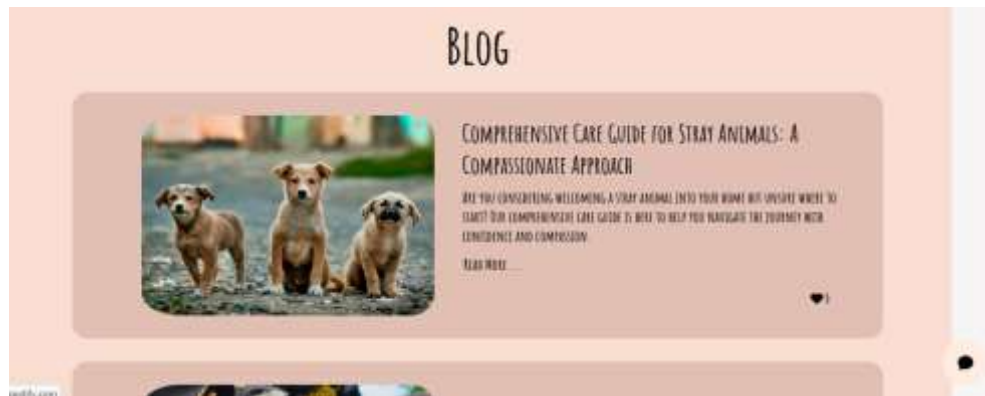 Blog
Comprehensive Care Guide for Stray Animals: A
Compassionate Approach
Are you considering welcoming a stray animal into your home but unsure where to
start? Our comprehensive care guide is here to help you navigate the journey with
confidence and compassion.
Read More...